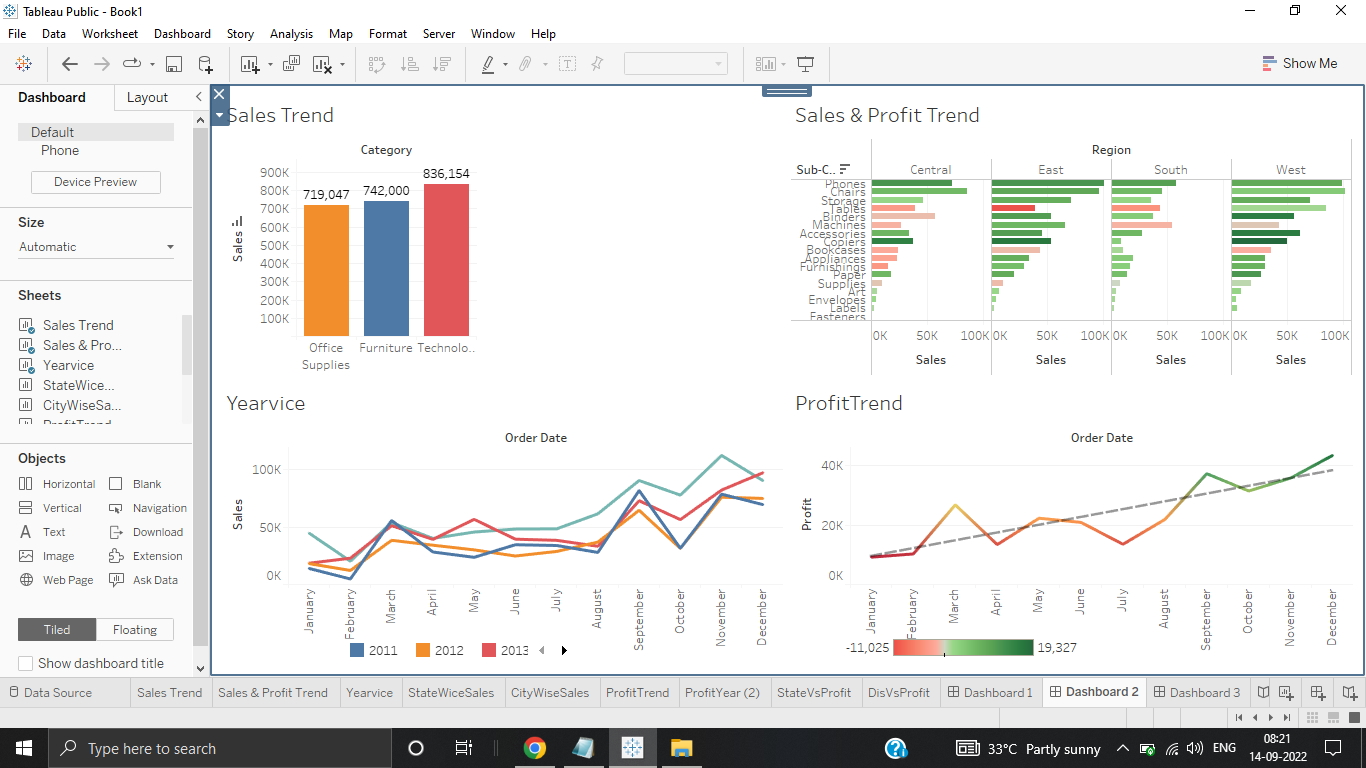 Tableau Public - Book1
File Data Worksheet Dashboard Story Analysis Map Format Server Window Help
Show Me
Dashboard Layout
Default
Phone
Device Preview
Size
Automatic
Sheets
Sales Trend
Sales & Pro...
Yearvice
StateWice...
CityWiseSa...
ProfitTrend
Objects
Horizontal Blank
Vertical Navigation
Text Download
Image Extension
Web Page Ask Data
Tiled Floating
Show dashboard title
Sales Trend
Category
900K
800K
700K
600K
500K
400K
300K
200K
100K
Sales
719,047 742,000 836,154
Office Supplies Furniture Technolo..
Sales & Profit Trend
Region
Sub-C.. Central East South West
Phones
Chairs
Storage
Tables
Binders
Machines
Accessories
Copiers
Bookcases
Appliances
Furnishings
Paper
Supplies
Art
Envelopes
Labels
Fasteners
0K 50K 100K 0K 50K 100K 0K 50K 100K 0K 50K 100K
Sales Sales Sales Sales
Yearvice
Order Date
100K
50K
0K
Sales
January February March April May June July August September October November December
2011 2012 2013
ProfitTrend
Order Date
40K
20K
0K
Profit
January February March April May June July August September October November December
-11,025 19,327
Data Source Sales Trend Sales & Profit Trend Yearvice StateWiceSales CityWiseSales ProfitTrend ProfitYear (2) StateVsProfit DisVsProfit Dashboard 1 Dashboard 2 Dashboard 3
Type here to search
33°C Partly sunny ENG 08:21
14-09-2022